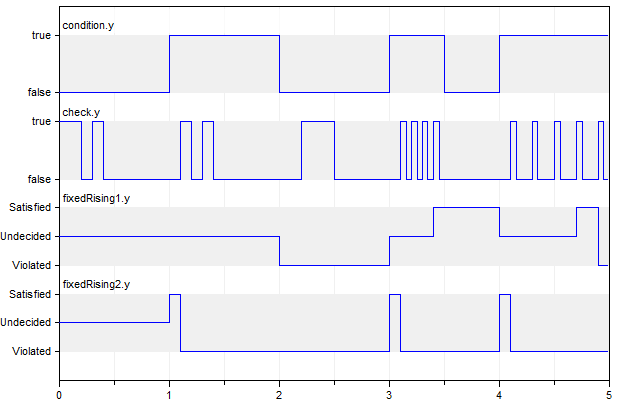 condition.y
true
false
check.y
true
false
fixedRising1.y
Satisfied
Undecided
Violated
fixedRising2.y
Satisfied
Undecided
Violated
0 1 2 3 4 5